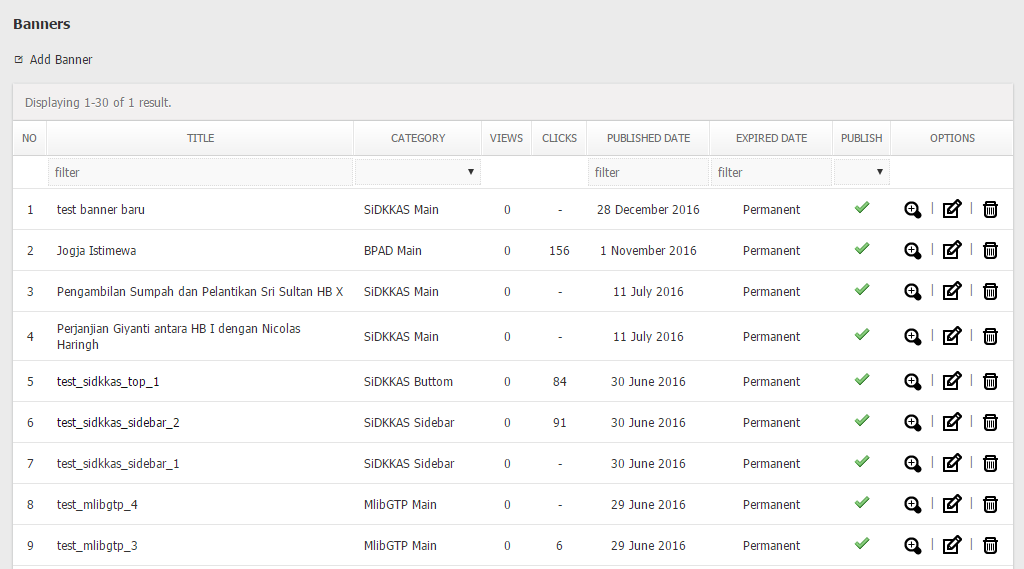 Banners
Add Banner
Displaying 1-30 of 1 result.
NO TITLE CATEGORY VIEWS CLICKS PUBLISHED DATE EXPIRED DATE PUBLISH OPTIONS
filter filter filter
1 test banner baru SiDKKAS Main 0 - 28 December 2016 Permanent | |
2 Jogja Istimewa BPAD Main 0 156 1 November 2016 Permanent | |
3 Pengambilan Sumpah dan Pelantikan Sri Sultan HB X SiDKKAS Main 0 - 11 July 2016 Permanent | |
4 Perjanjian Giyanti antara HB I dengan Nicolas
Haringh SiDKKAS Main 0 - 11 July 2016 Permanent | |
5 test_sidkkas_top_1 SiDKKAS Buttom 0 84 30 June 2016 Permanent | |
6 test_sidkkas_sidebar_2 SiDKKAS Sidebar 0 91 30 June 2016 Permanent | |
7 test_sidkkas_sidebar_1 SiDKKAS Sidebar 0 - 30 June 2016 Permanent | |
8 test_mlibgtp_4 MlibGTP Main 0 - 29 June 2016 Permanent | |
9 test_mlibgtp_3 MlibGTP Main 0 6 29 June 2016 Permanent | |